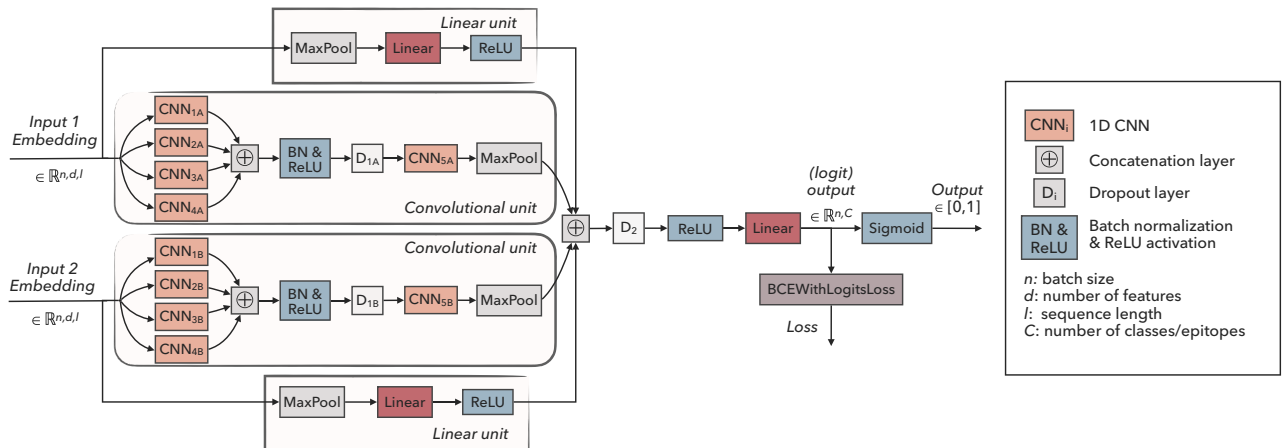 Linear unit
MaxPool
Linear
ReLU
Input 1
Embedding
∈ ℝn,d,l
CNN1A
CNN2A
CNN3A
CNN4A
⊕
BN &
ReLU
D1A
CNN5A
MaxPool
Convolutional unit
Convolutional unit
Input 2
Embedding
∈ ℝn,d,l
CNN1B
CNN2B
CNN3B
CNN4B
⊕
BN &
ReLU
D1B
CNN5B
MaxPool
MaxPool
Linear
ReLU
Linear unit
⊕
D2
ReLU
Linear
(logit)
output
∈ ℝn,C
Sigmoid
Output
∈ [0,1]
BCEWithLogitsLoss
Loss
CNNi 1D CNN
⊕ Concatenation layer
Di Dropout layer
BN & Batch normalization
ReLU & ReLU activation
n: batch size
d: number of features
l: sequence length
C: number of classes/epitopes